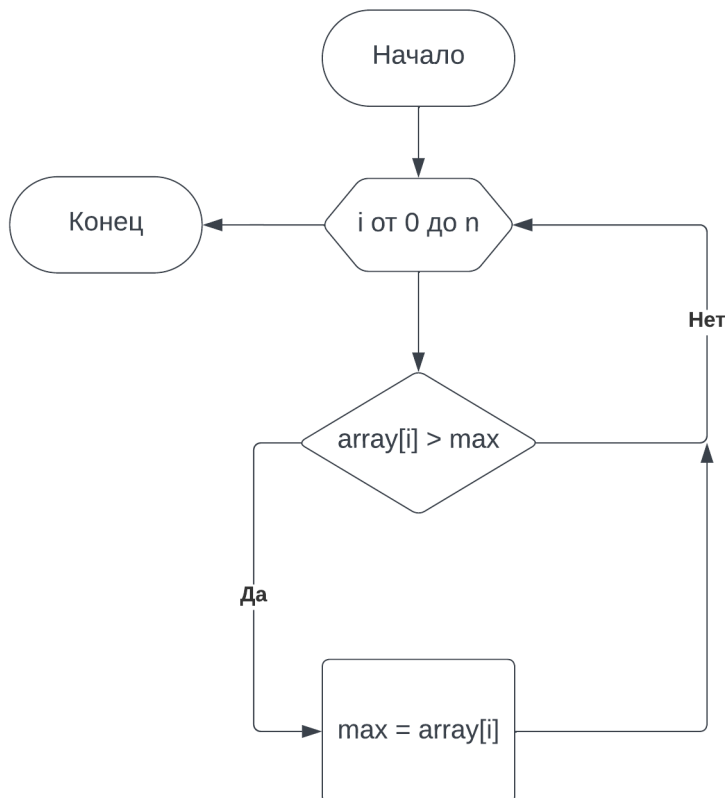 Начало
Конец
i от 0 до n
Нет
array[i] > max
Да
max = array[i]